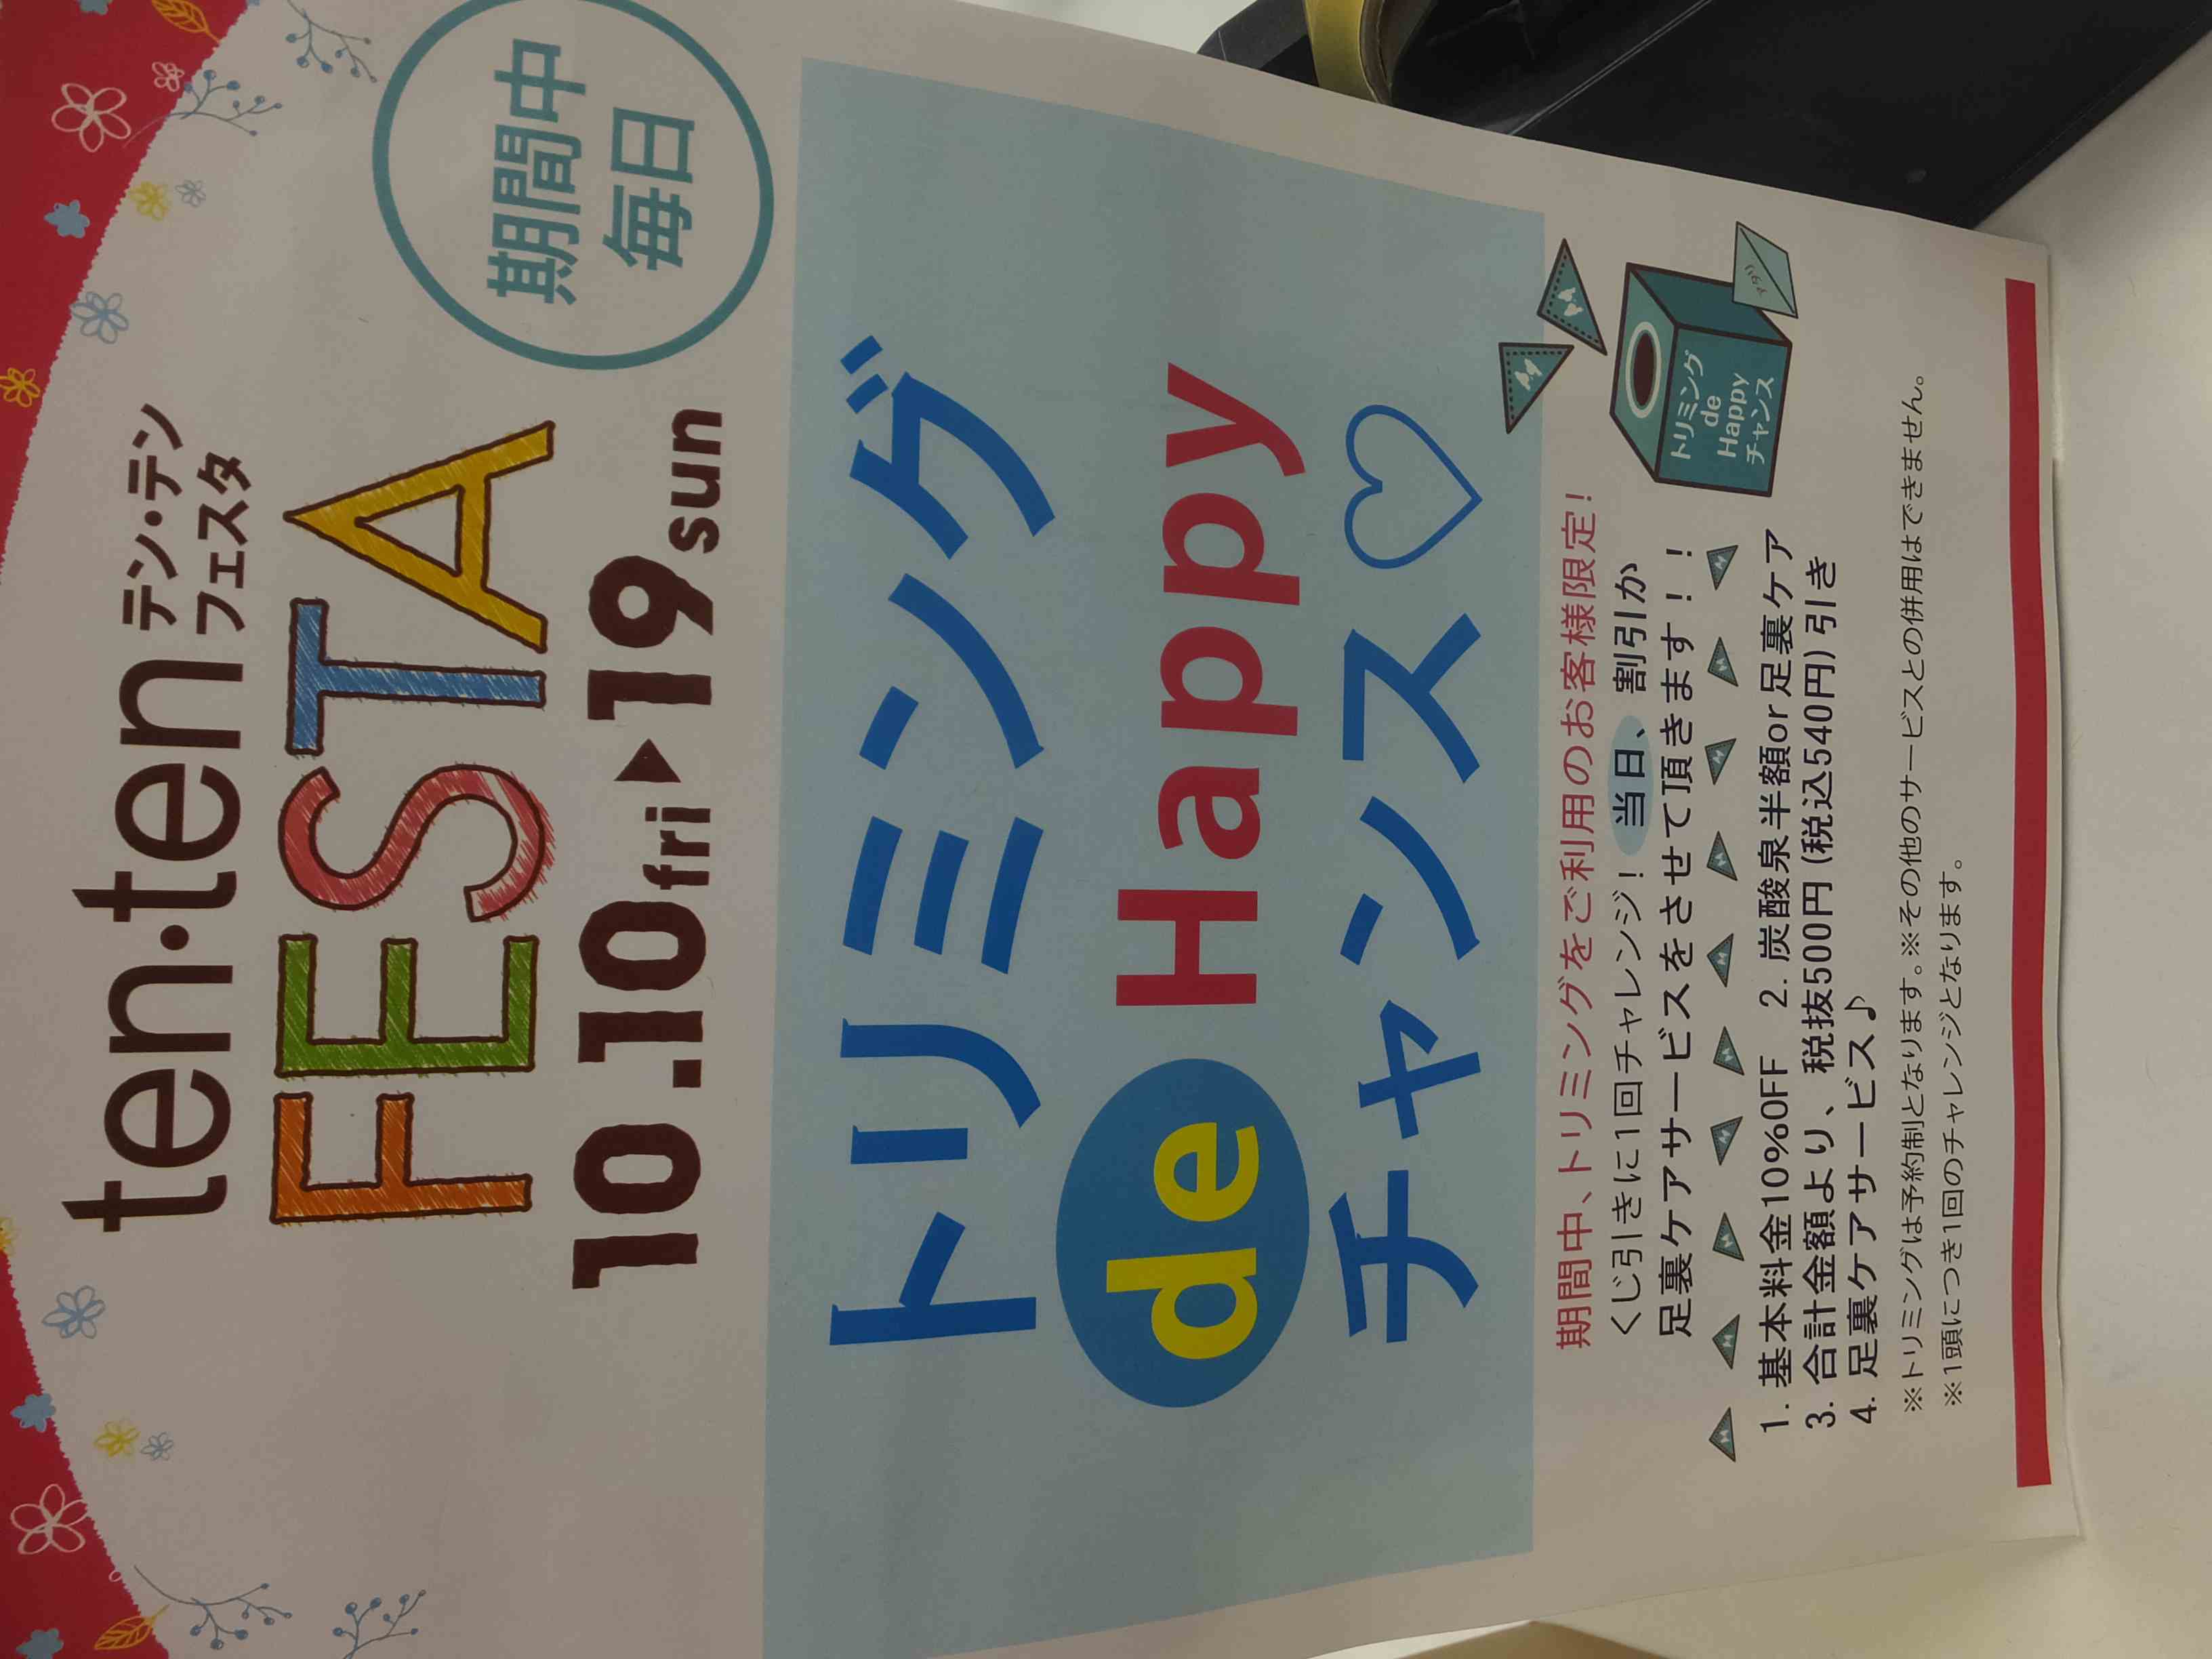 ten・ten テン・テン
フェスタ
FESTA
10.10fri▶19sun
期間中
毎日
トリミング
de Happy
チャンス♡
期間中、トリミングをご利用のお客様限定!
くじ引きに1回チャレンジ! 当日、割引か
足裏ケアサービスをさせて頂きます!!
1. 基本料金10%OFF 2. 炭酸泉半額or足裏ケア
3. 合計金額より、税抜500円(税込540円)引き
4. 足裏ケアサービス♪
トリミング
de
Happy
チャンス
※トリミングは予約制となります。※その他のサービスとの併用はできません。
※1頭につき1回のチャレンジとなります。